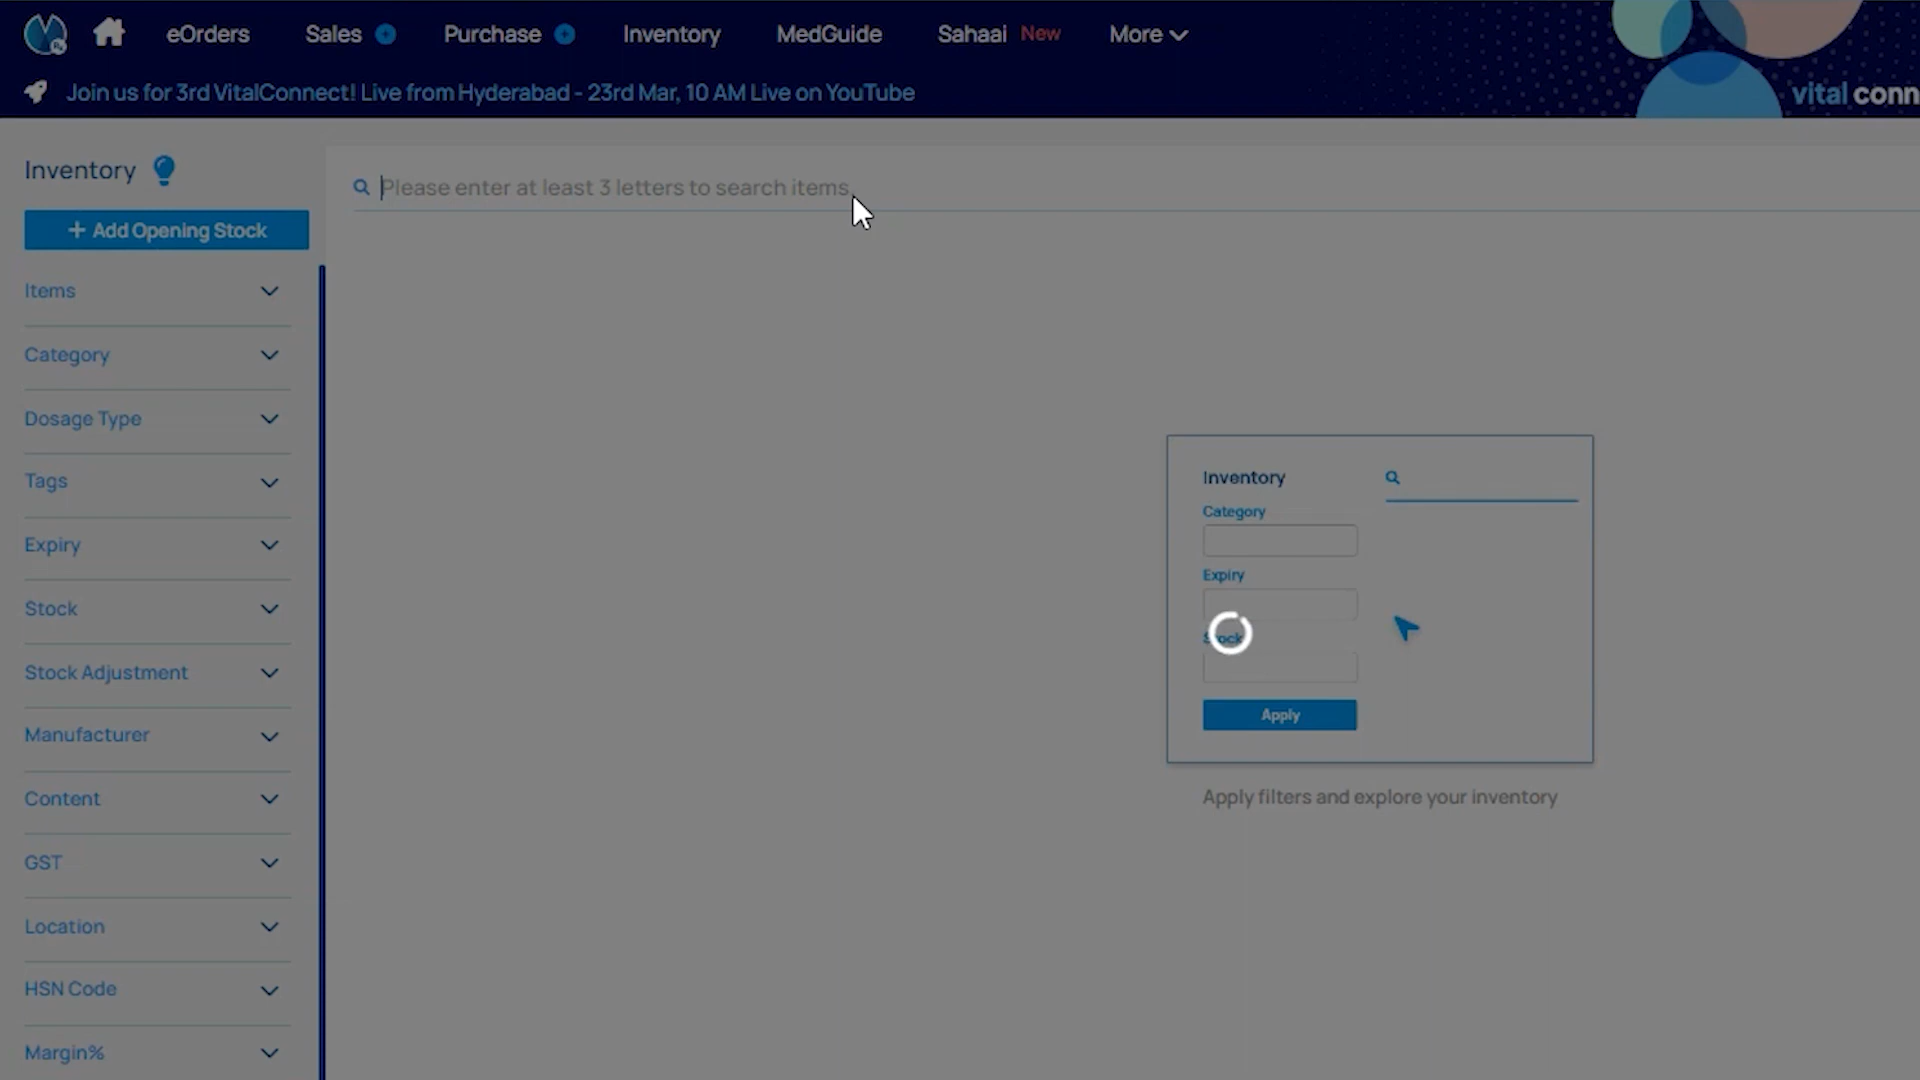 eOrders Sales Purchase Inventory MedGuide Sahaai New More
Join us for 3rd VitalConnect! Live from Hyderabad - 23rd Mar, 10 AM Live on YouTube
vital conn
Inventory
Please enter at least 3 letters to search items.
+ Add Opening Stock
Items
Category
Dosage Type
Tags
Expiry
Stock
Stock Adjustment
Manufacturer
Content
GST
Location
HSN Code
Margin%
Inventory
Category
Expiry
Stock
Apply
Apply filters and explore your inventory